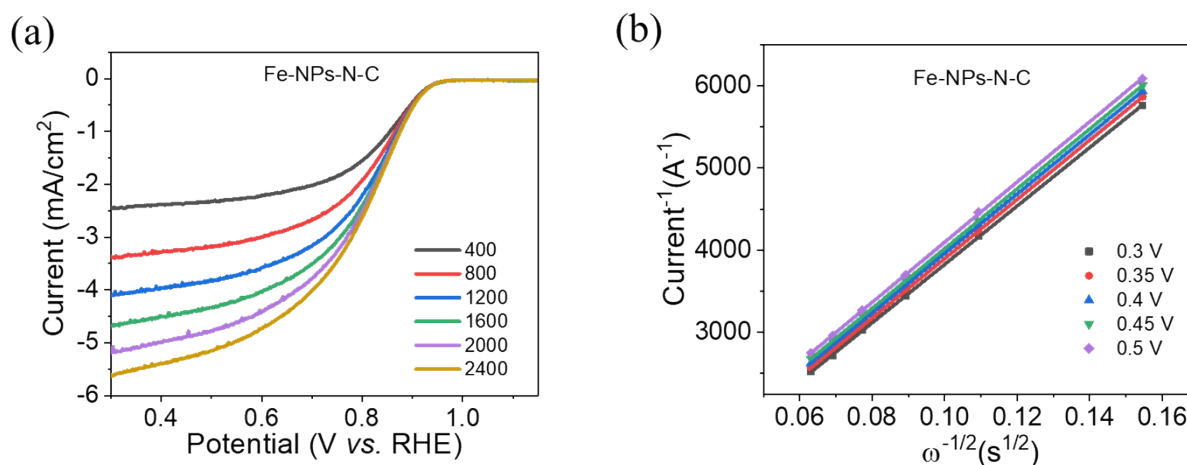 (a)
Fe-NPs-N-C
Current (mA/cm²)
0
-1
-2
-3
-4
-5
-6
400
800
1200
1600
2000
2400
0.4
0.6
0.8
1.0
Potential (V vs. RHE)
(b)
Fe-NPs-N-C
Current⁻¹(A⁻¹)
6000
5000
4000
3000
0.3 V
0.35 V
0.4 V
0.45 V
0.5 V
0.06
0.08
0.10
0.12
0.14
0.16
ω⁻¹/²(s¹/²)